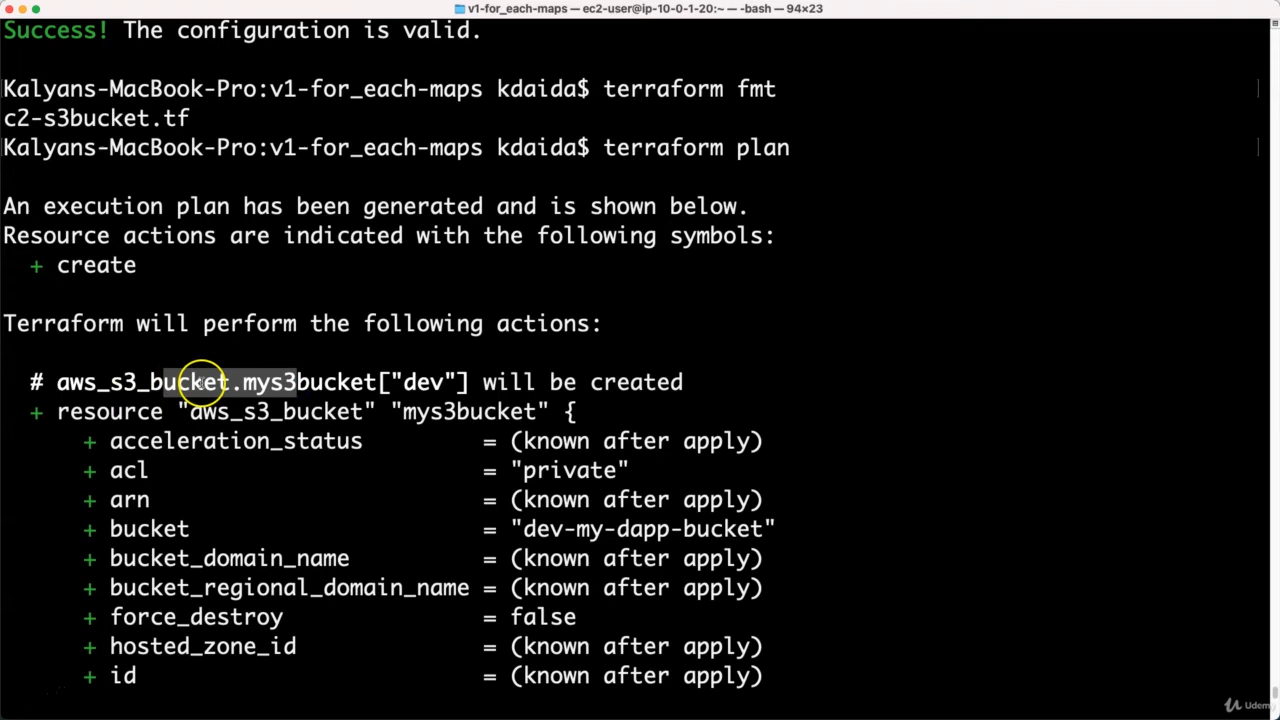 v1-for_each-maps — ec2-user@ip-10-0-1-20:~ — -bash — 94×23
Success! The configuration is valid.
Kalyans-MacBook-Pro:v1-for_each-maps kdaida$ terraform fmt
c2-s3bucket.tf
Kalyans-MacBook-Pro:v1-for_each-maps kdaida$ terraform plan
An execution plan has been generated and is shown below.
Resource actions are indicated with the following symbols:
+ create
Terraform will perform the following actions:
# aws_s3_bucket.mys3bucket["dev"] will be created
+ resource "aws_s3_bucket" "mys3bucket" {
+ acceleration_status = (known after apply)
+ acl = "private"
+ arn = (known after apply)
+ bucket = "dev-my-dapp-bucket"
+ bucket_domain_name = (known after apply)
+ bucket_regional_domain_name = (known after apply)
+ force_destroy = false
+ hosted_zone_id = (known after apply)
+ id = (known after apply)
Udemy